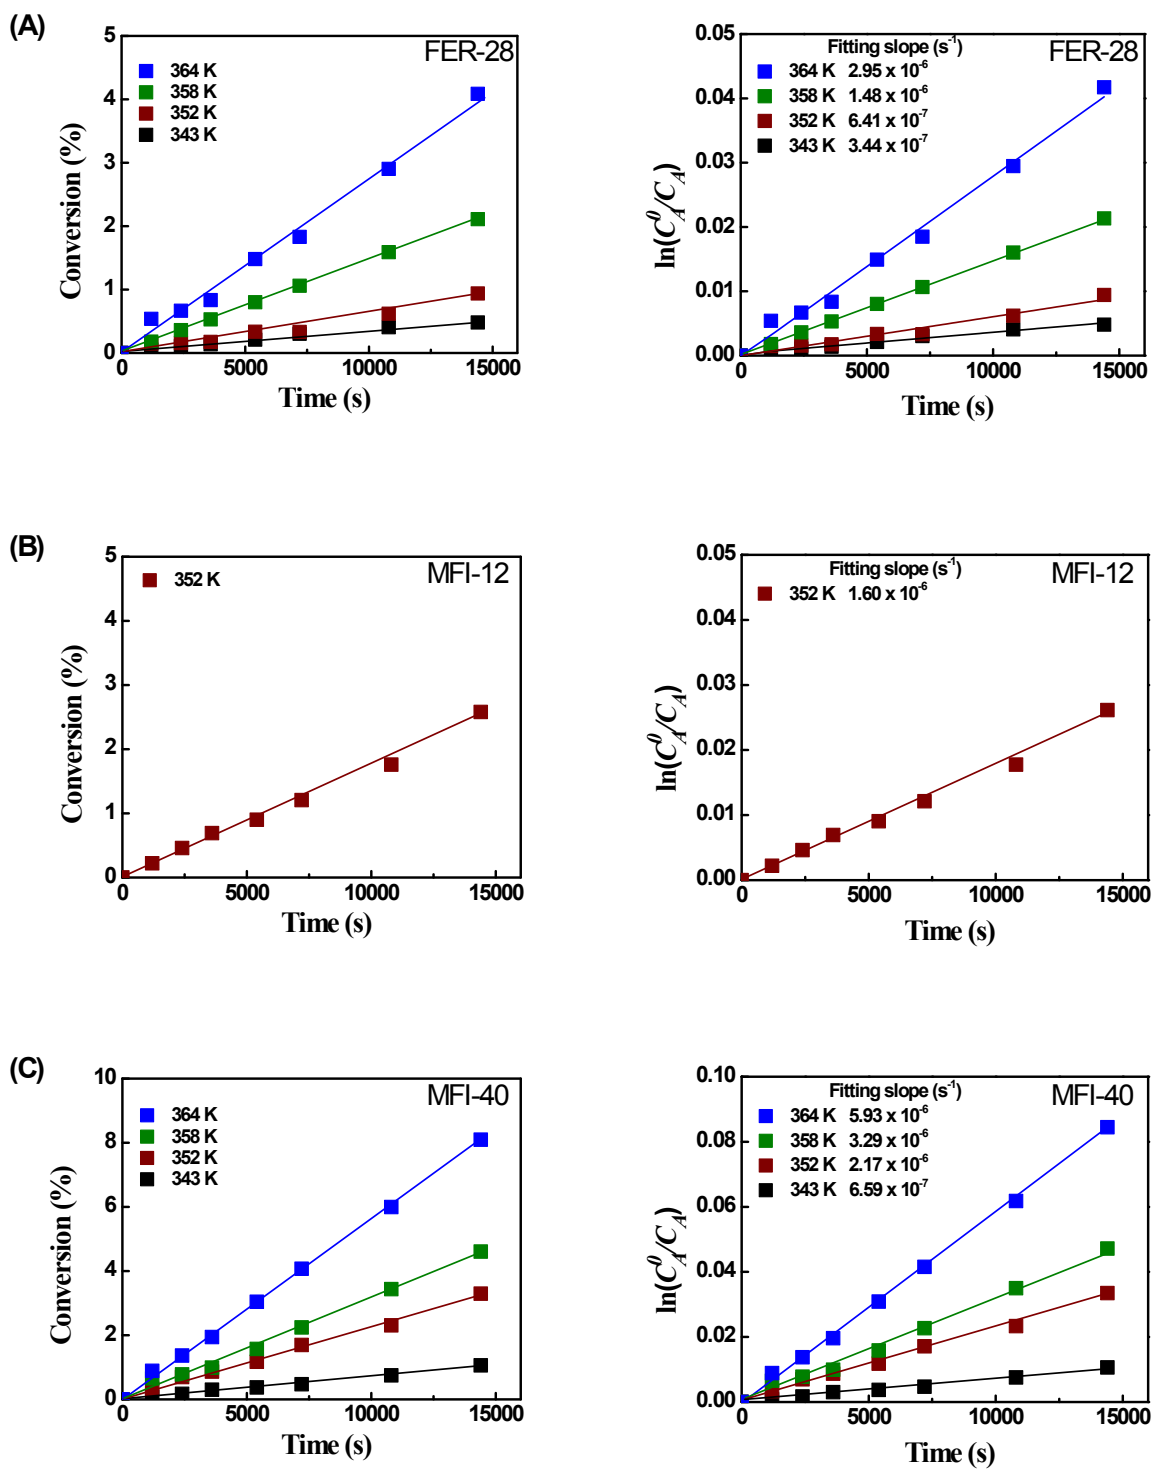 (A)
FER-28
364 K
358 K
352 K
343 K
Conversion (%)
5
4
3
2
1
0
0 5000 10000 15000
Time (s)
FER-28
Fitting slope (s⁻¹)
364 K 2.95 x 10⁻⁶
358 K 1.48 x 10⁻⁶
352 K 6.41 x 10⁻⁷
343 K 3.44 x 10⁻⁷
ln(C_A^0/C_A)
0.05
0.04
0.03
0.02
0.01
0.00
0 5000 10000 15000
Time (s)
(B)
MFI-12
352 K
Conversion (%)
5
4
3
2
1
0
0 5000 10000 15000
Time (s)
MFI-12
Fitting slope (s⁻¹)
352 K 1.60 x 10⁻⁶
ln(C_A^0/C_A)
0.05
0.04
0.03
0.02
0.01
0.00
0 5000 10000 15000
Time (s)
(C)
MFI-40
364 K
358 K
352 K
343 K
Conversion (%)
10
8
6
4
2
0
0 5000 10000 15000
Time (s)
MFI-40
Fitting slope (s⁻¹)
364 K 5.93 x 10⁻⁶
358 K 3.29 x 10⁻⁶
352 K 2.17 x 10⁻⁶
343 K 6.59 x 10⁻⁷
ln(C_A^0/C_A)
0.10
0.08
0.06
0.04
0.02
0.00
0 5000 10000 15000
Time (s)